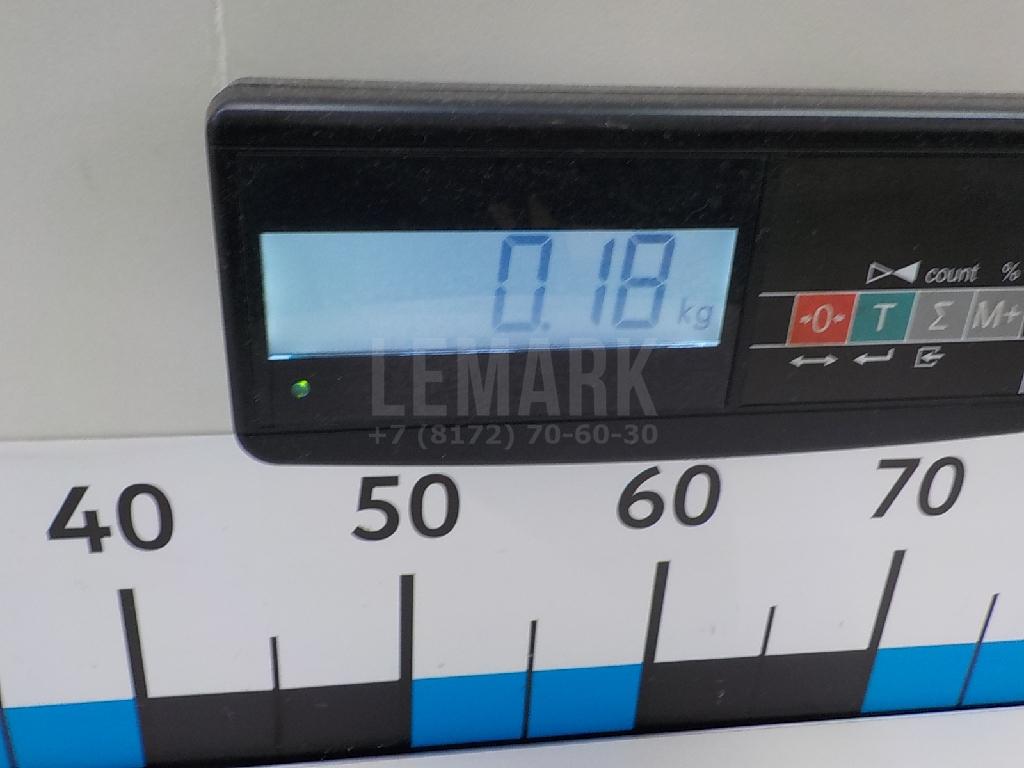 0.18 kg
count %
→0← T Σ M+
LEMARK
+7 (8172) 70-60-30
40 50 60 70